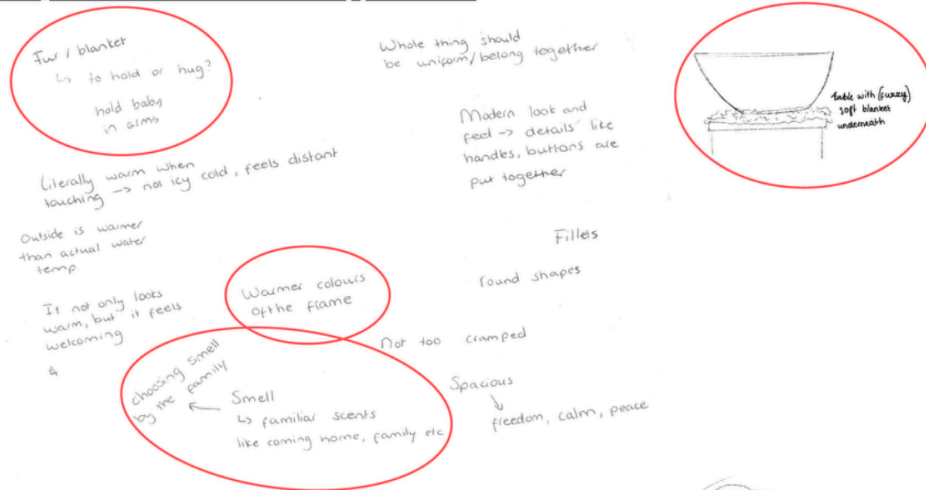 Fur / blanket
↳ to hold or hug?
hold baby
in arms
Whole thing should
be uniform/belong together
table with (fuzzy)
soft blanket
underneath
Modern look and
feel → details like
handles, buttons are
put together
Literally warm when
touching → not icy cold, feels distant
Outside is warmer
than actual water
temp
Fillets
round shapes
It not only looks
warm, but it feels
welcoming
↳
Warmer colours
ofthe frame
Not too cramped
choosing smell
by the family
Smell
↳ familiar scents
like coming home, family etc
Spacious
↓
freedom, calm, peace